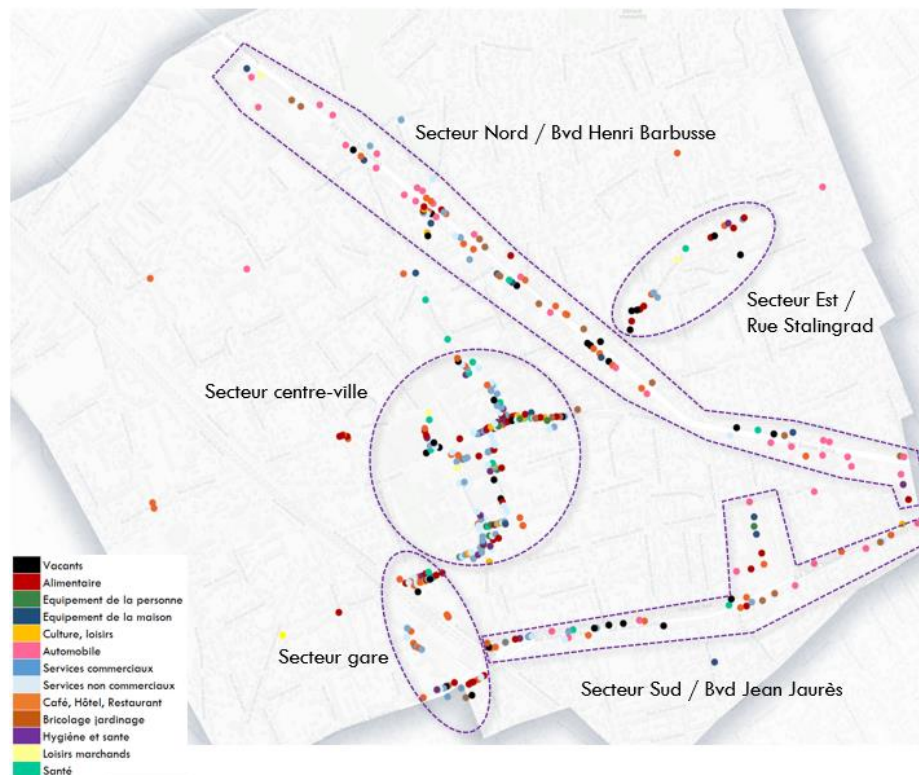 Secteur Nord / Bvd Henri Barbusse
Secteur Est /
Rue Stalingrad
Secteur centre-ville
Secteur gare
Secteur Sud / Bvd Jean Jaurès
Vacants
Alimentaire
Equipement de la personne
Equipement de la maison
Culture, loisirs
Automobile
Services commerciaux
Services non commerciaux
Café, Hôtel, Restaurant
Bricolage jardinage
Hygiéne et sante
Loisirs marchands
Santé